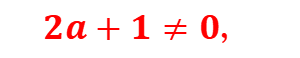 2a + 1 ≠ 0,